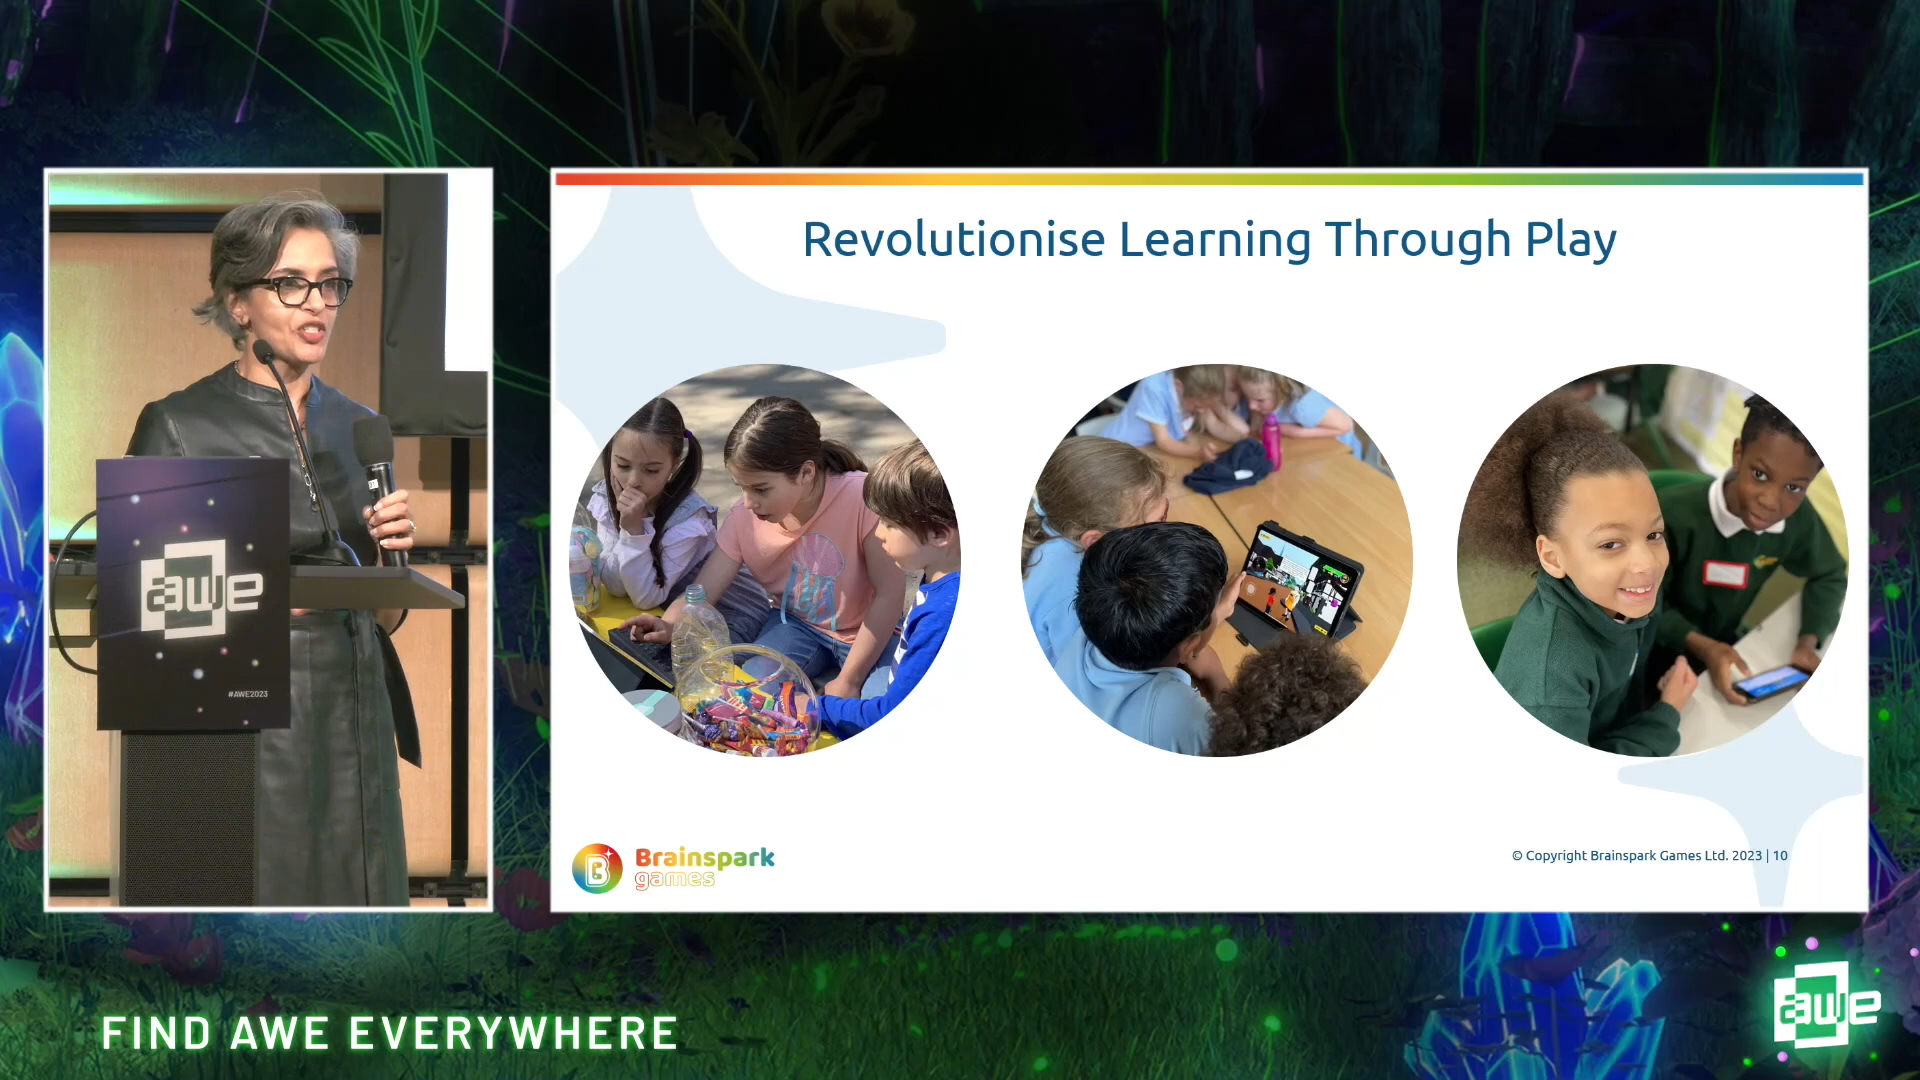 Revolutionise Learning Through Play
awe
#AWE2023
Brainspark
games
© Copyright Brainspark Games Ltd. 2023 | 10
FIND AWE EVERYWHERE
awe